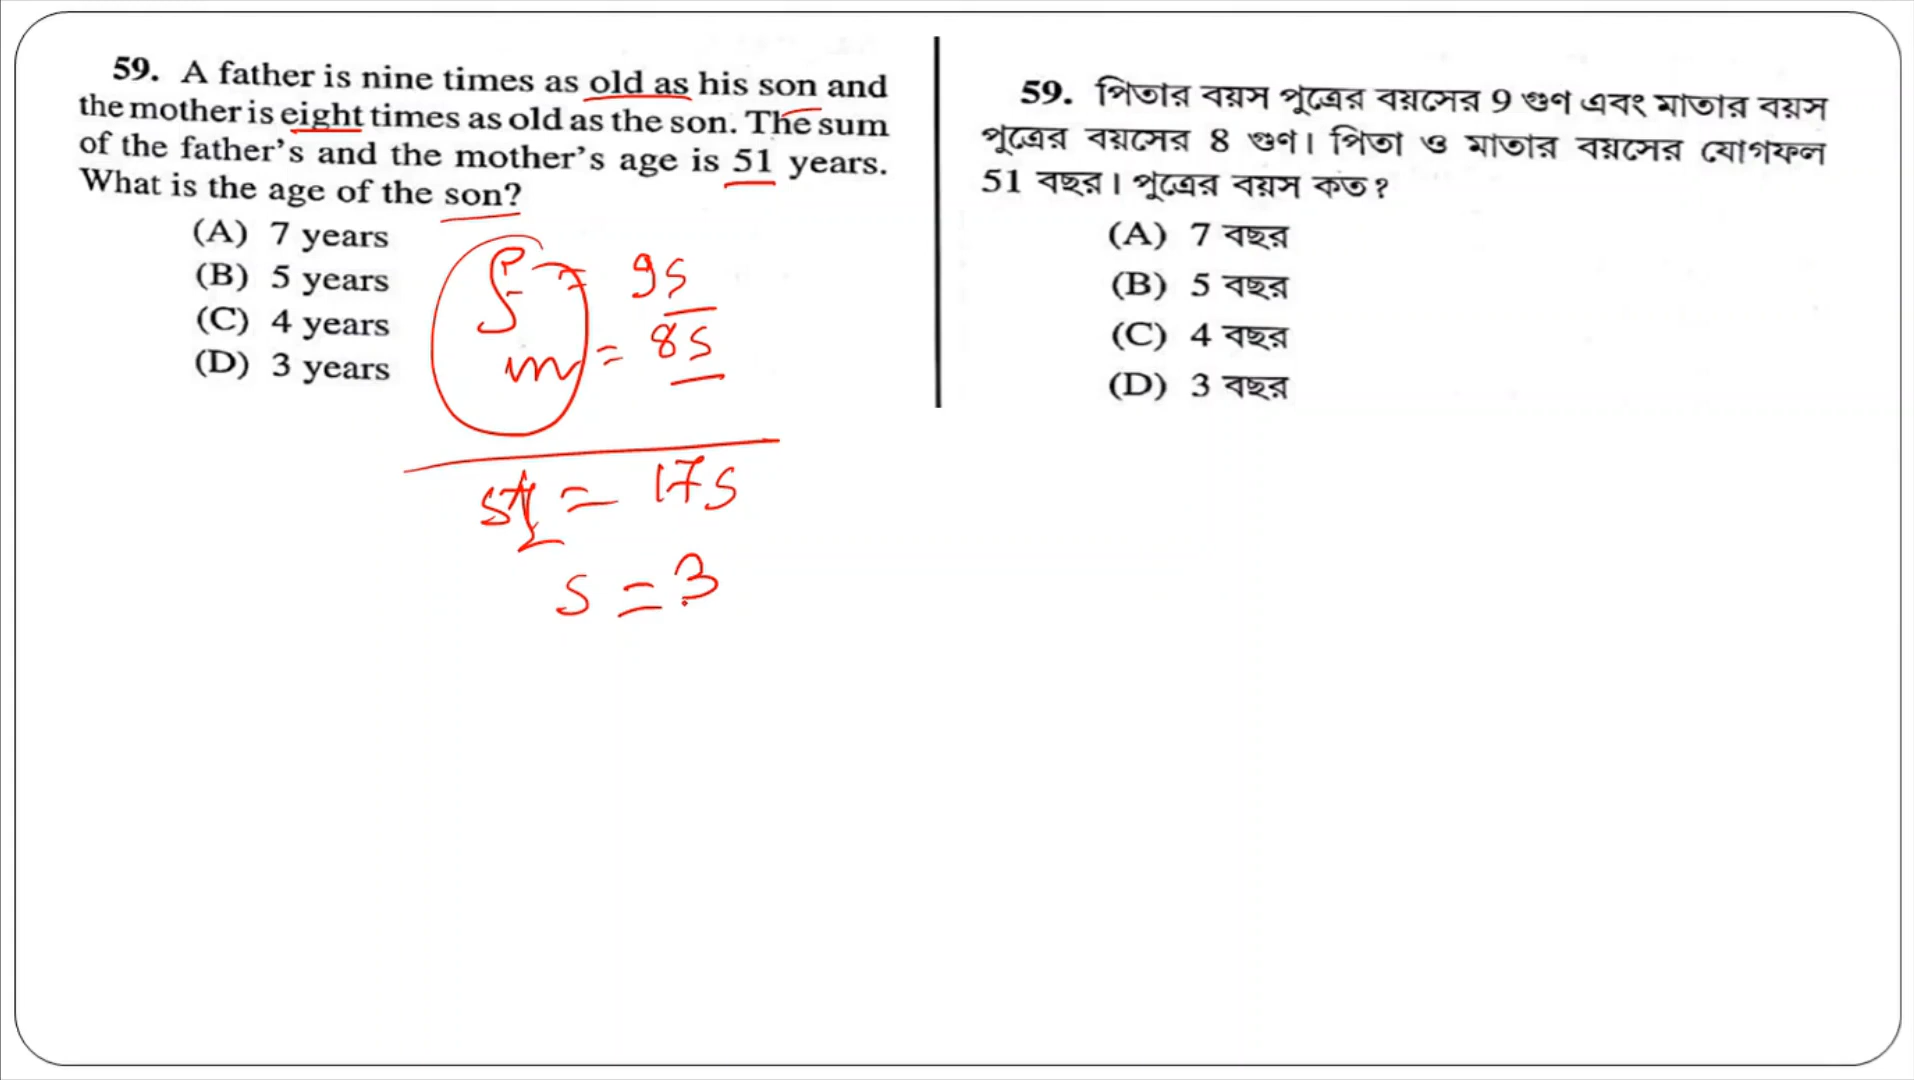 59. A father is nine times as old as his son and
the mother is eight times as old as the son. The sum
of the father's and the mother's age is 51 years.
What is the age of the son?
(A) 7 years
(B) 5 years
(C) 4 years
(D) 3 years
f = 9s
m = 8s
51 = 17s
s = 3
59. পিতার বয়স পুত্রের বয়সের 9 গুণ এবং মাতার বয়স
পুত্রের বয়সের 8 গুণ। পিতা ও মাতার বয়সের যোগফল
51 বছর। পুত্রের বয়স কত?
(A) 7 বছর
(B) 5 বছর
(C) 4 বছর
(D) 3 বছর